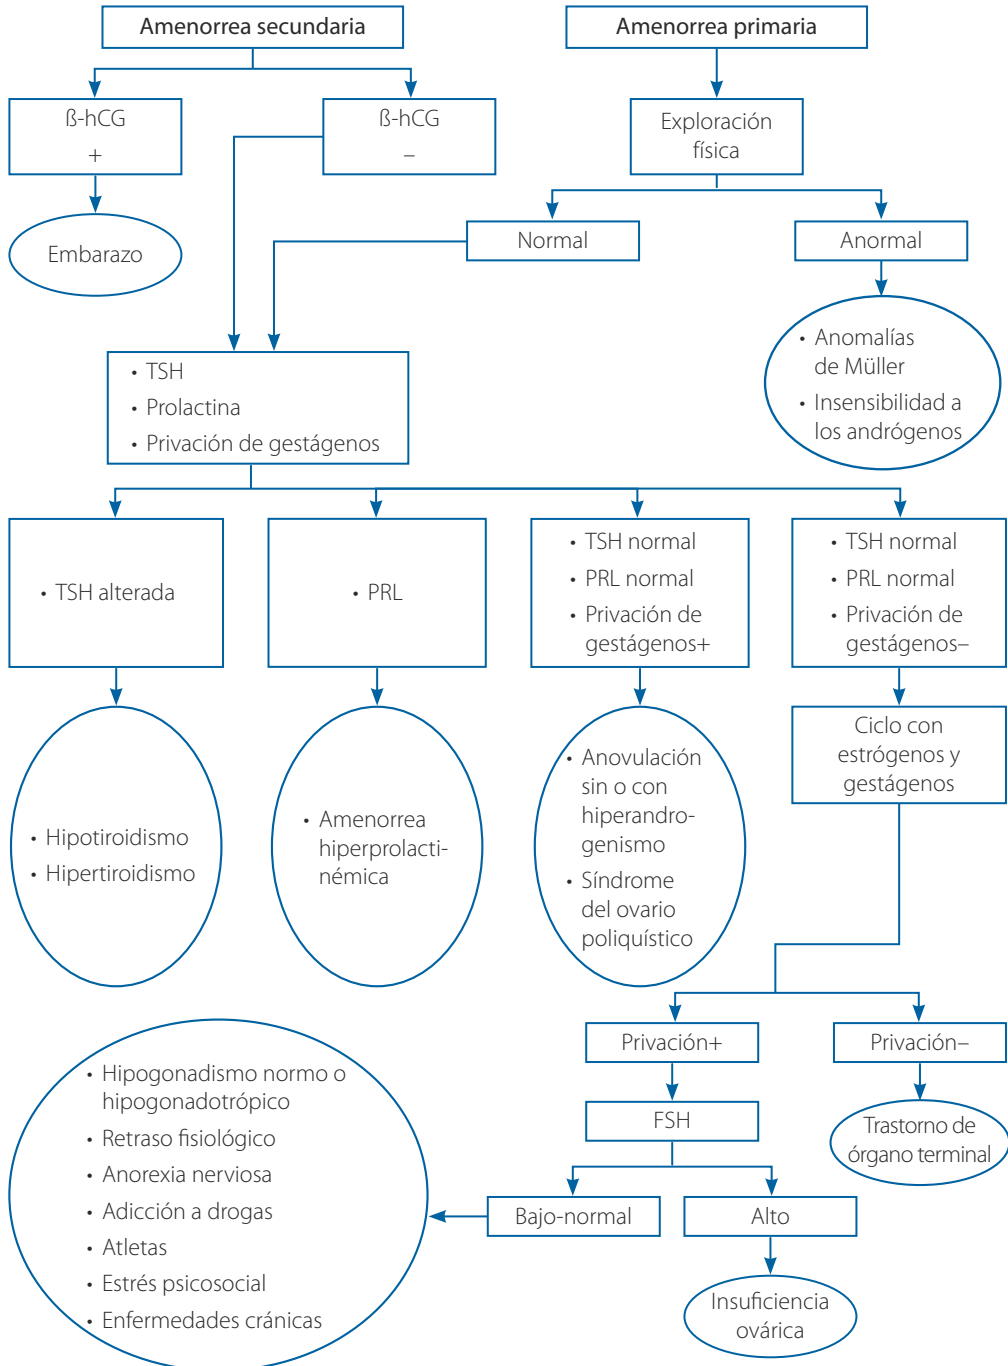 Amenorrea secundaria
Amenorrea primaria
ß-hCG
+
ß-hCG
–
Exploración
física
Embarazo
Normal
Anormal
• Anomalías
de Müller
• Insensibilidad a
los andrógenos
• TSH
• Prolactina
• Privación de gestágenos
• TSH alterada
• PRL
• TSH normal
• PRL normal
• Privación de
gestágenos+
• TSH normal
• PRL normal
• Privación de
gestágenos–
• Hipotiroidismo
• Hipertiroidismo
• Amenorrea
hiperprolacti-
némica
• Anovulación
sin o con
hiperandro-
genismo
• Síndrome
del ovario
poliquístico
Ciclo con
estrógenos y
gestágenos
Privación+
Privación–
FSH
Trastorno de
órgano terminal
Bajo-normal
Alto
• Hipogonadismo normo o
hipogonadotrópico
• Retraso fisiológico
• Anorexia nerviosa
• Adicción a drogas
• Atletas
• Estrés psicosocial
• Enfermedades cránicas
Insuficiencia
ovárica